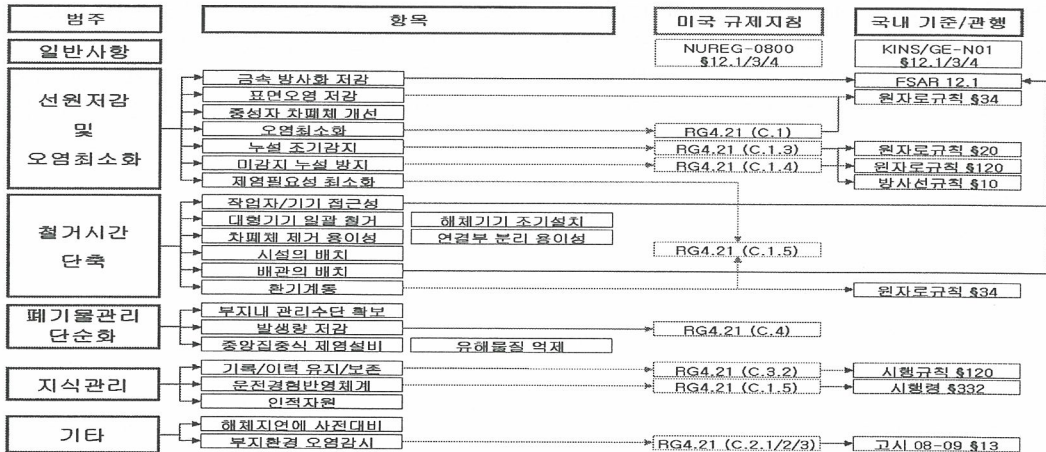 범주 항목 미국 규제지침 국내 기준/관행
일반사항 NUREG-0800 §12.1/3/4 KINS/GE-N01 §12.1/3/4
선원저감 및 오염최소화
금속 방사화 저감 FSAR 12.1
표면오염 저감 원자로규칙 §34
중성자 차폐체 개선
오염최소화 RG4.21 (C.1)
누설 조기감지 RG4.21 (C.1.3) 원자로규칙 §20
미감지 누설 방지 RG4.21 (C.1.4) 원자로규칙 §120
제염필요성 최소화 방사선규칙 §10
철거시간 단축
작업자/기기 접근성
대형기기 일괄 철거 해체기기 조기설치
차폐체 제거 용이성 연결부 분리 용이성
시설의 배치 RG4.21 (C.1.5)
배관의 배치
환기계통 원자로규칙 §34
폐기물관리 단순화
부지내 관리수단 확보
발생량 저감 RG4.21 (C.4)
중앙집중식 제염설비 유해물질 억제
지식관리
기록/이력 유지/보존 RG4.21 (C.3.2) 시행규칙 §120
운전경험반영체계 RG4.21 (C.1.5) 시행령 §332
인적자원
기타
해체지연에 사전대비
부지환경 오염감시 RG4.21 (C.2.1/2/3) 고시 08-09 §13